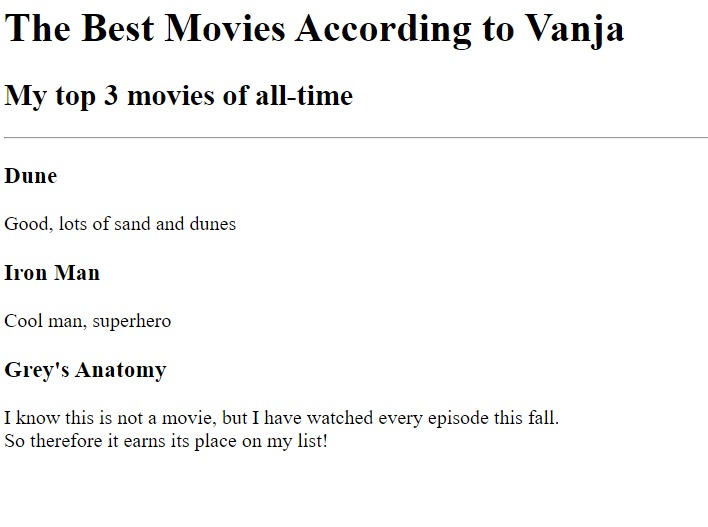 The Best Movies According to Vanja
My top 3 movies of all-time
Dune
Good, lots of sand and dunes
Iron Man
Cool man, superhero
Grey's Anatomy
I know this is not a movie, but I have watched every episode this fall.
So therefore it earns its place on my list!